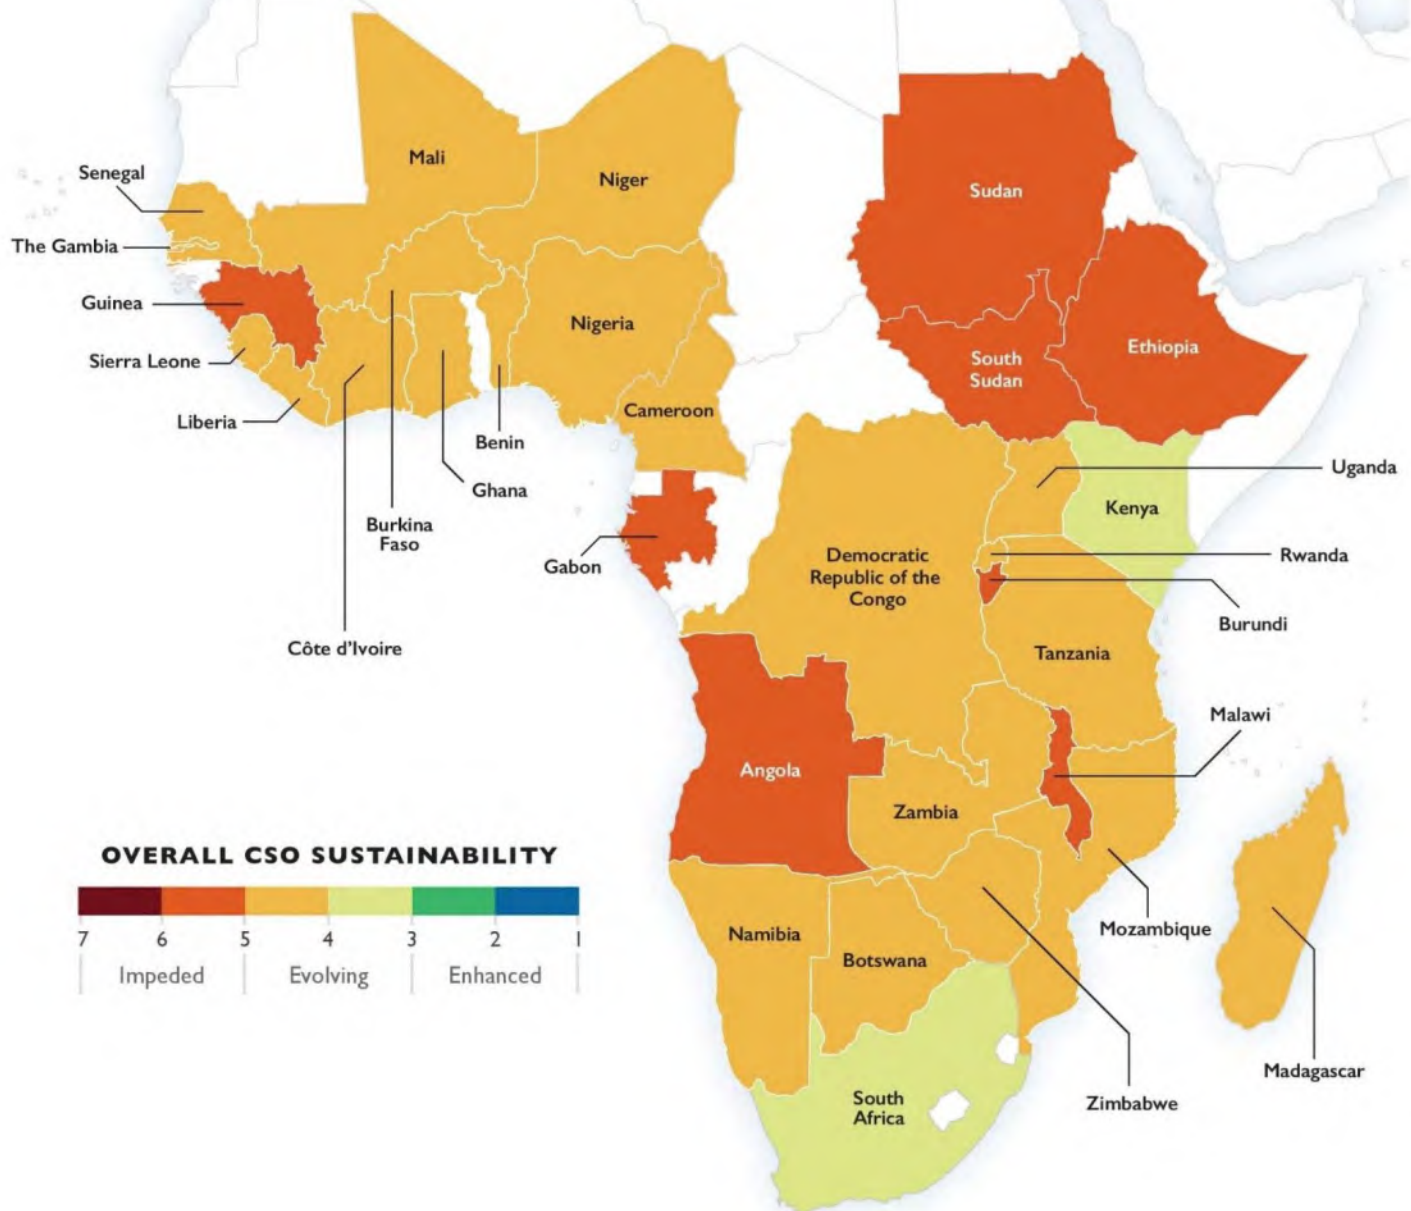 Mali
Niger
Senegal
Sudan
The Gambia
Guinea
Nigeria
Ethiopia
Sierra Leone
South
Sudan
Cameroon
Liberia
Benin
Uganda
Ghana
Kenya
Burkina
Faso
Gabon
Democratic
Republic of the
Congo
Rwanda
Burundi
Côte d'Ivoire
Tanzania
Malawi
Angola
Zambia
OVERALL CSO SUSTAINABILITY
7 6 5 4 3 2 1
Impeded Evolving Enhanced
Namibia
Botswana
Mozambique
Madagascar
South
Africa
Zimbabwe